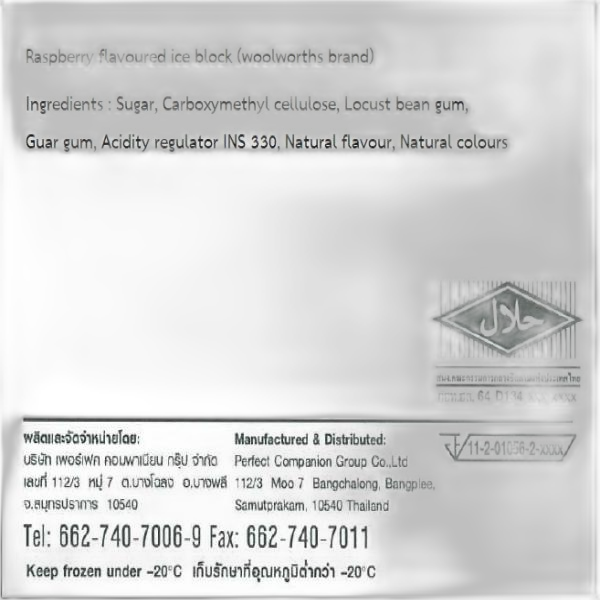 Raspberry flavoured ice block (woolworths brand)
Ingredients : Sugar, Carboxymethyl cellulose, Locust bean gum,
Guar gum, Acidity regulator INS 330, Natural flavour, Natural colours
حلال
ผลิตและจัดจำหน่ายโดย:
บริษัท เพอร์เฟค คอมพาเนียน กรุ๊ป จำกัด
เลขที่ 112/3 หมู่ 7 ต.บางโฉลง อ.บางพลี
จ.สมุทรปราการ 10540
Manufactured & Distributed:
Perfect Companion Group Co.,Ltd
112/3 Moo 7 Bangchalong, Bangplee,
Samutprakarn, 10540 Thailand
Tel: 662-740-7006-9 Fax: 662-740-7011
Keep frozen under -20°C เก็บรักษาที่อุณหภูมิต่ำกว่า -20°C